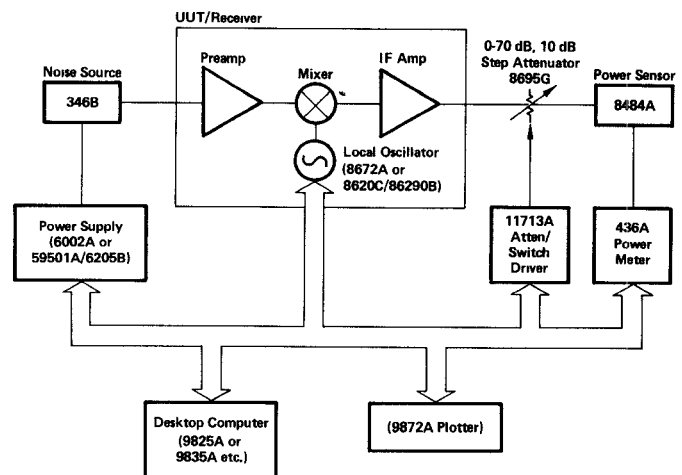 UUT/Receiver
Preamp
Mixer
IF Amp
0-70 dB, 10 dB
Step Attenuator
8695G
Noise Source
346B
Power Sensor
8484A
Local Oscillator
(8672A or
8620C/86290B)
Power Supply
(6002A or
59501A/6205B)
11713A
Atten/
Switch
Driver
436A
Power
Meter
Desktop Computer
(9825A or
9835A etc.)
(9872A Plotter)